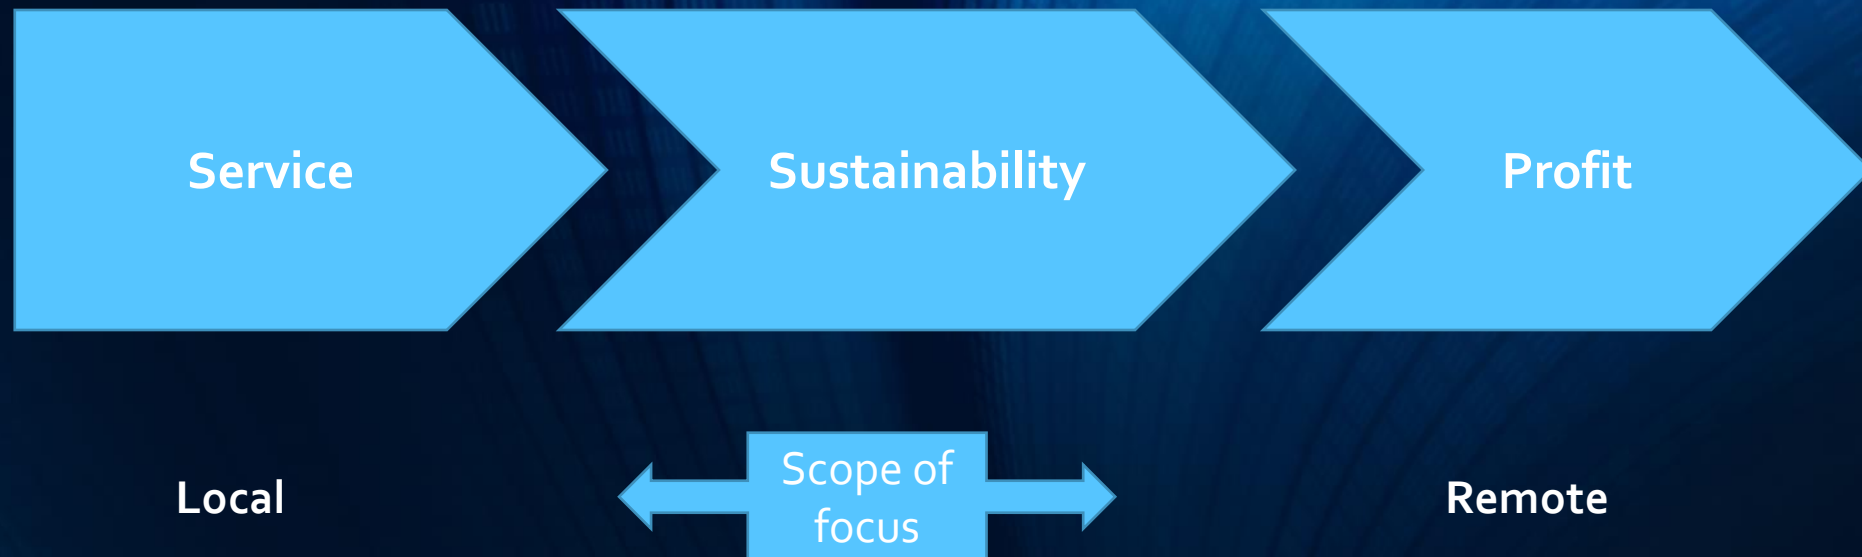 Service
Sustainability
Profit
Local
Scope of
focus
Remote